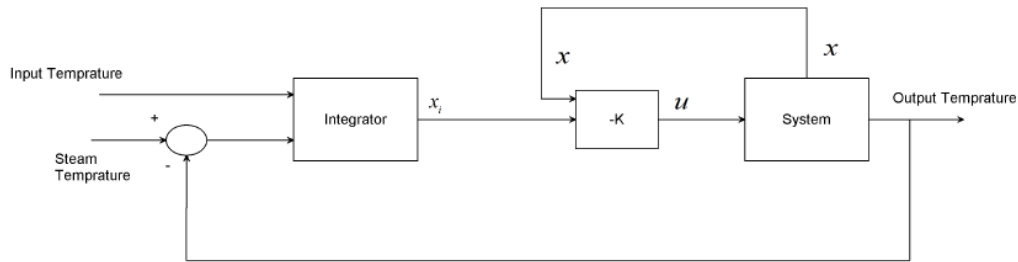 x
x
Input Temprature
Output Temprature
x_i
u
+
Integrator
-K
System
Steam
Temprature
-